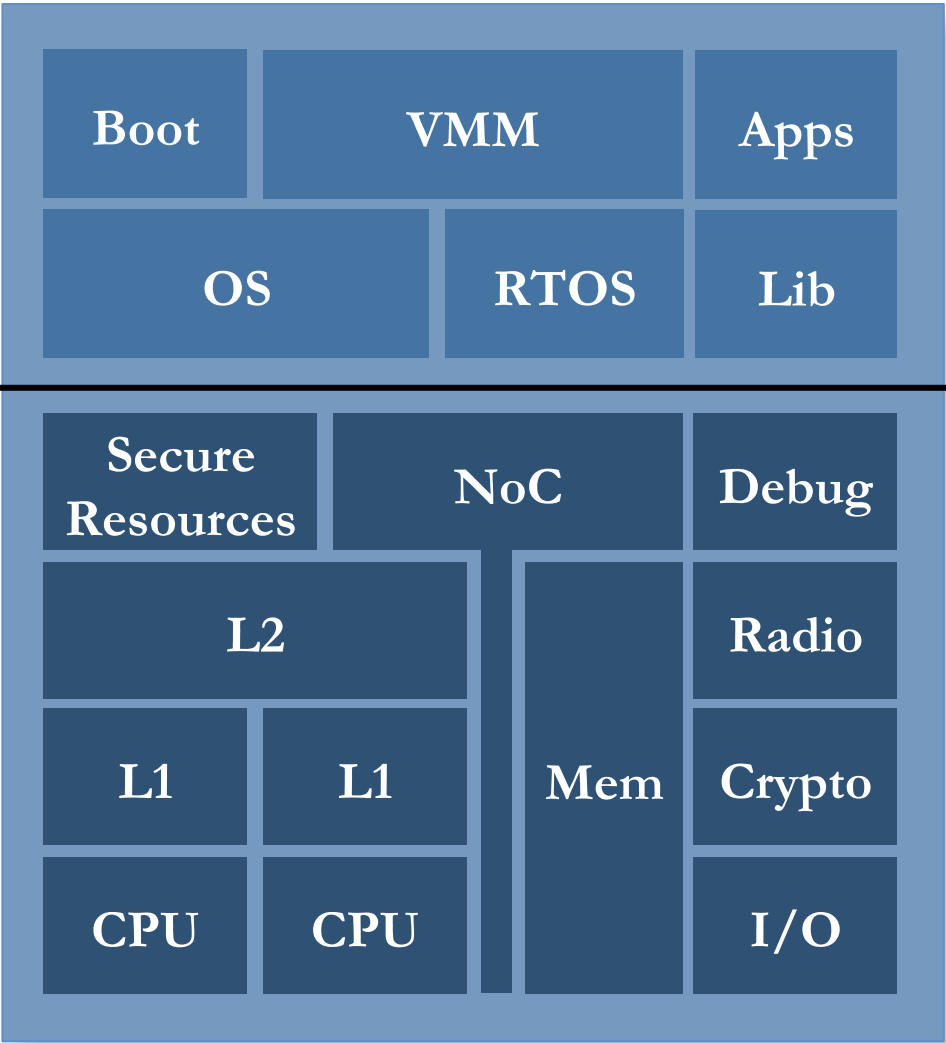 Boot
VMM
Apps
OS
RTOS
Lib
Secure
Resources
NoC
Debug
L2
Radio
L1
L1
Mem
Crypto
CPU
CPU
I/O